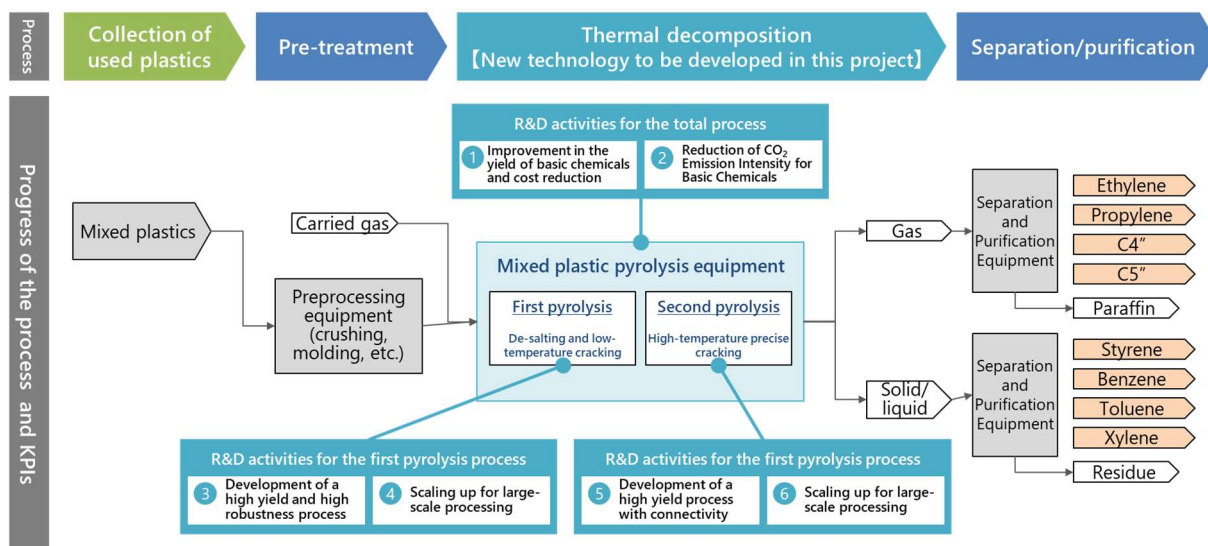 Process
Collection of
used plastics
Pre-treatment
Thermal decomposition
【New technology to be developed in this project】
Separation/purification
Progress of the process and KPIs
R&D activities for the total process
1
Improvement in the
yield of basic chemicals
and cost reduction
2
Reduction of CO₂
Emission Intensity for
Basic Chemicals
Mixed plastics
Carried gas
Preprocessing
equipment
(crushing,
molding, etc.)
Mixed plastic pyrolysis equipment
First pyrolysis
De-salting and low-
temperature cracking
Second pyrolysis
High-temperature precise
cracking
Gas
Solid/
liquid
Separation
and
Purification
Equipment
Ethylene
Propylene
C4”
C5”
Paraffin
Separation
and
Purification
Equipment
Styrene
Benzene
Toluene
Xylene
Residue
R&D activities for the first pyrolysis process
3
Development of a
high yield and high
robustness process
4
Scaling up for large-
scale processing
R&D activities for the first pyrolysis process
5
Development of a
high yield process
with connectivity
6
Scaling up for large-
scale processing